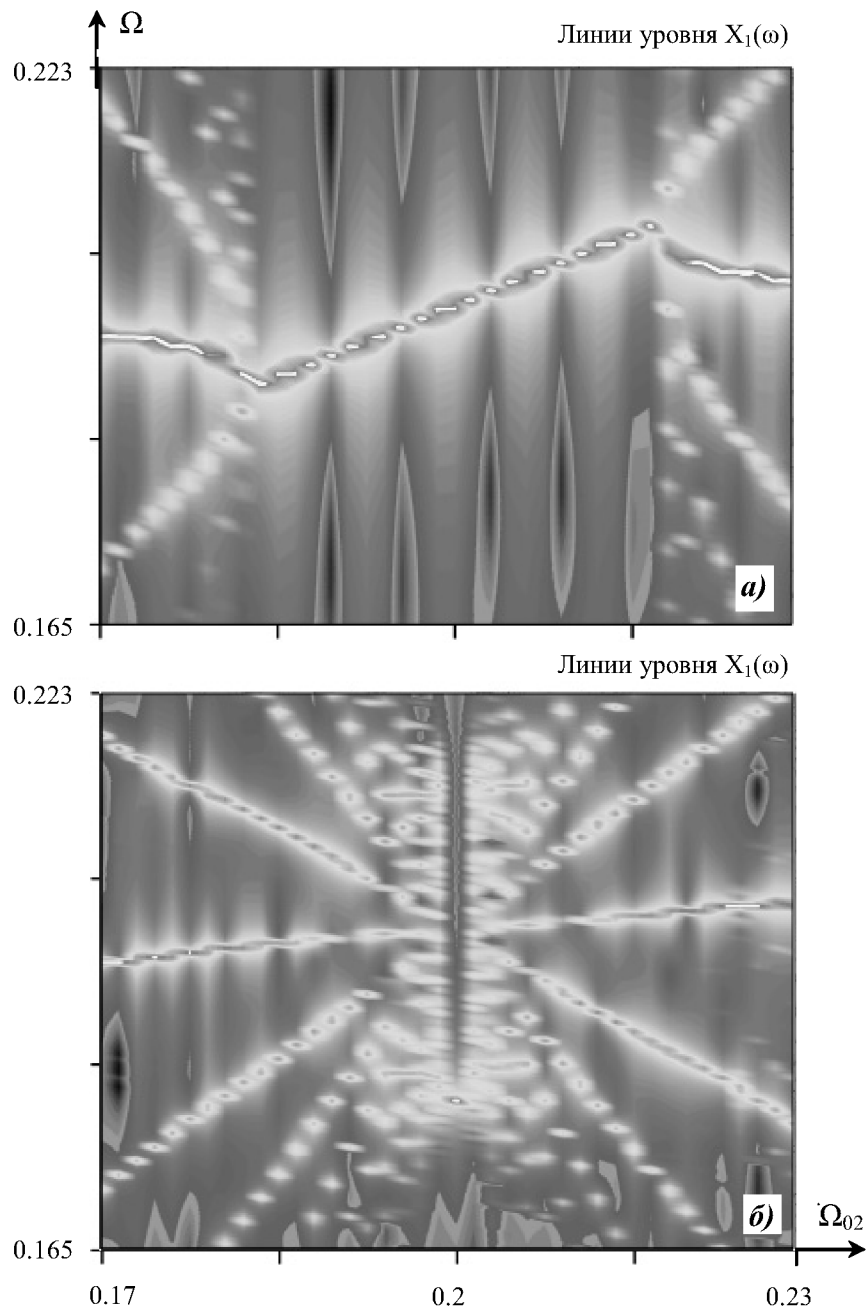 Ω
Линии уровня X₁(ω)
0.223
0.165
а)
Линии уровня X₁(ω)
0.223
0.165
б)
Ω₀₂
0.17 0.2 0.23